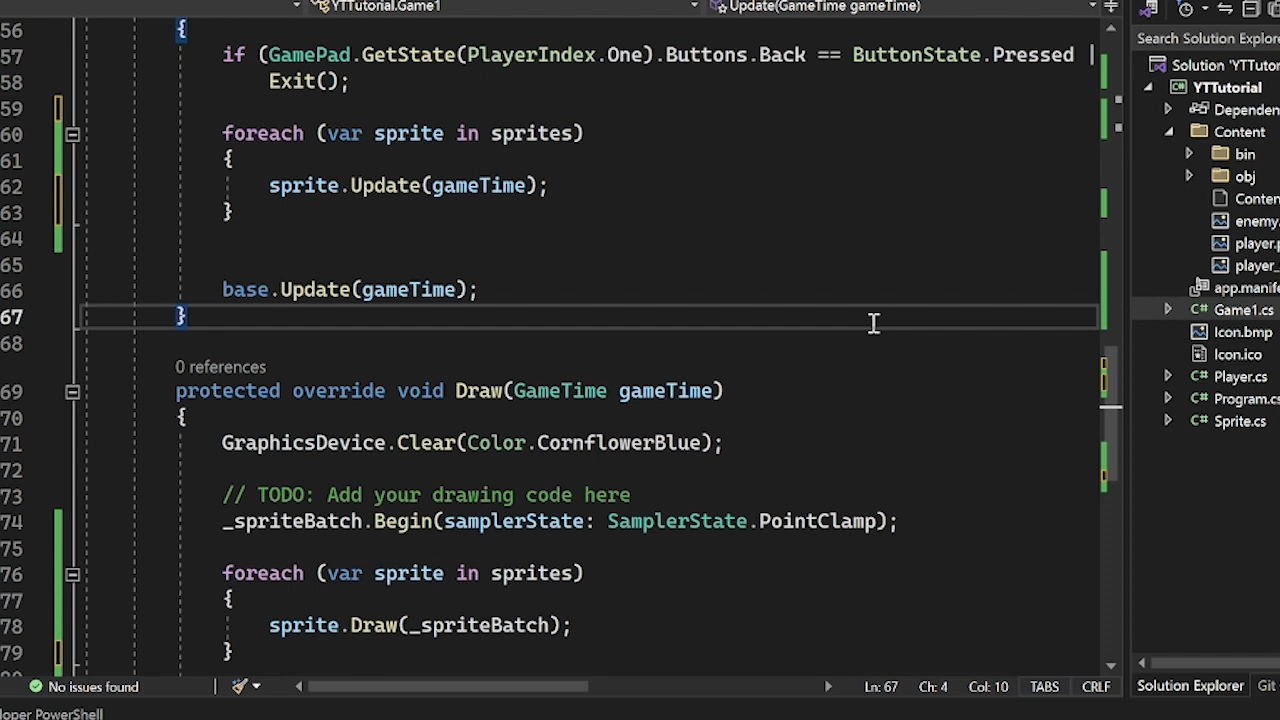 YTTutorial.Game1
Update(GameTime gameTime)
56 {
57 if (GamePad.GetState(PlayerIndex.One).Buttons.Back == ButtonState.Pressed |
58 Exit();
59
60 foreach (var sprite in sprites)
61 {
62 sprite.Update(gameTime);
63 }
64
65
66 base.Update(gameTime);
67 }
68
0 references
69 protected override void Draw(GameTime gameTime)
70 {
71 GraphicsDevice.Clear(Color.CornflowerBlue);
72
73 // TODO: Add your drawing code here
74 _spriteBatch.Begin(samplerState: SamplerState.PointClamp);
75
76 foreach (var sprite in sprites)
77 {
78 sprite.Draw(_spriteBatch);
79 }
No issues found
Ln: 67 Ch: 4 Col: 10 TABS CRLF
loper PowerShell
Search Solution Explore
Solution 'YTTutor
C# YTTutorial
Dependen
Content
bin
obj
Conten
enemy.
player.p
player_
app.manife
C# Game1.cs
Icon.bmp
Icon.ico
C# Player.cs
C# Program.cs
C# Sprite.cs
Solution Explorer Git